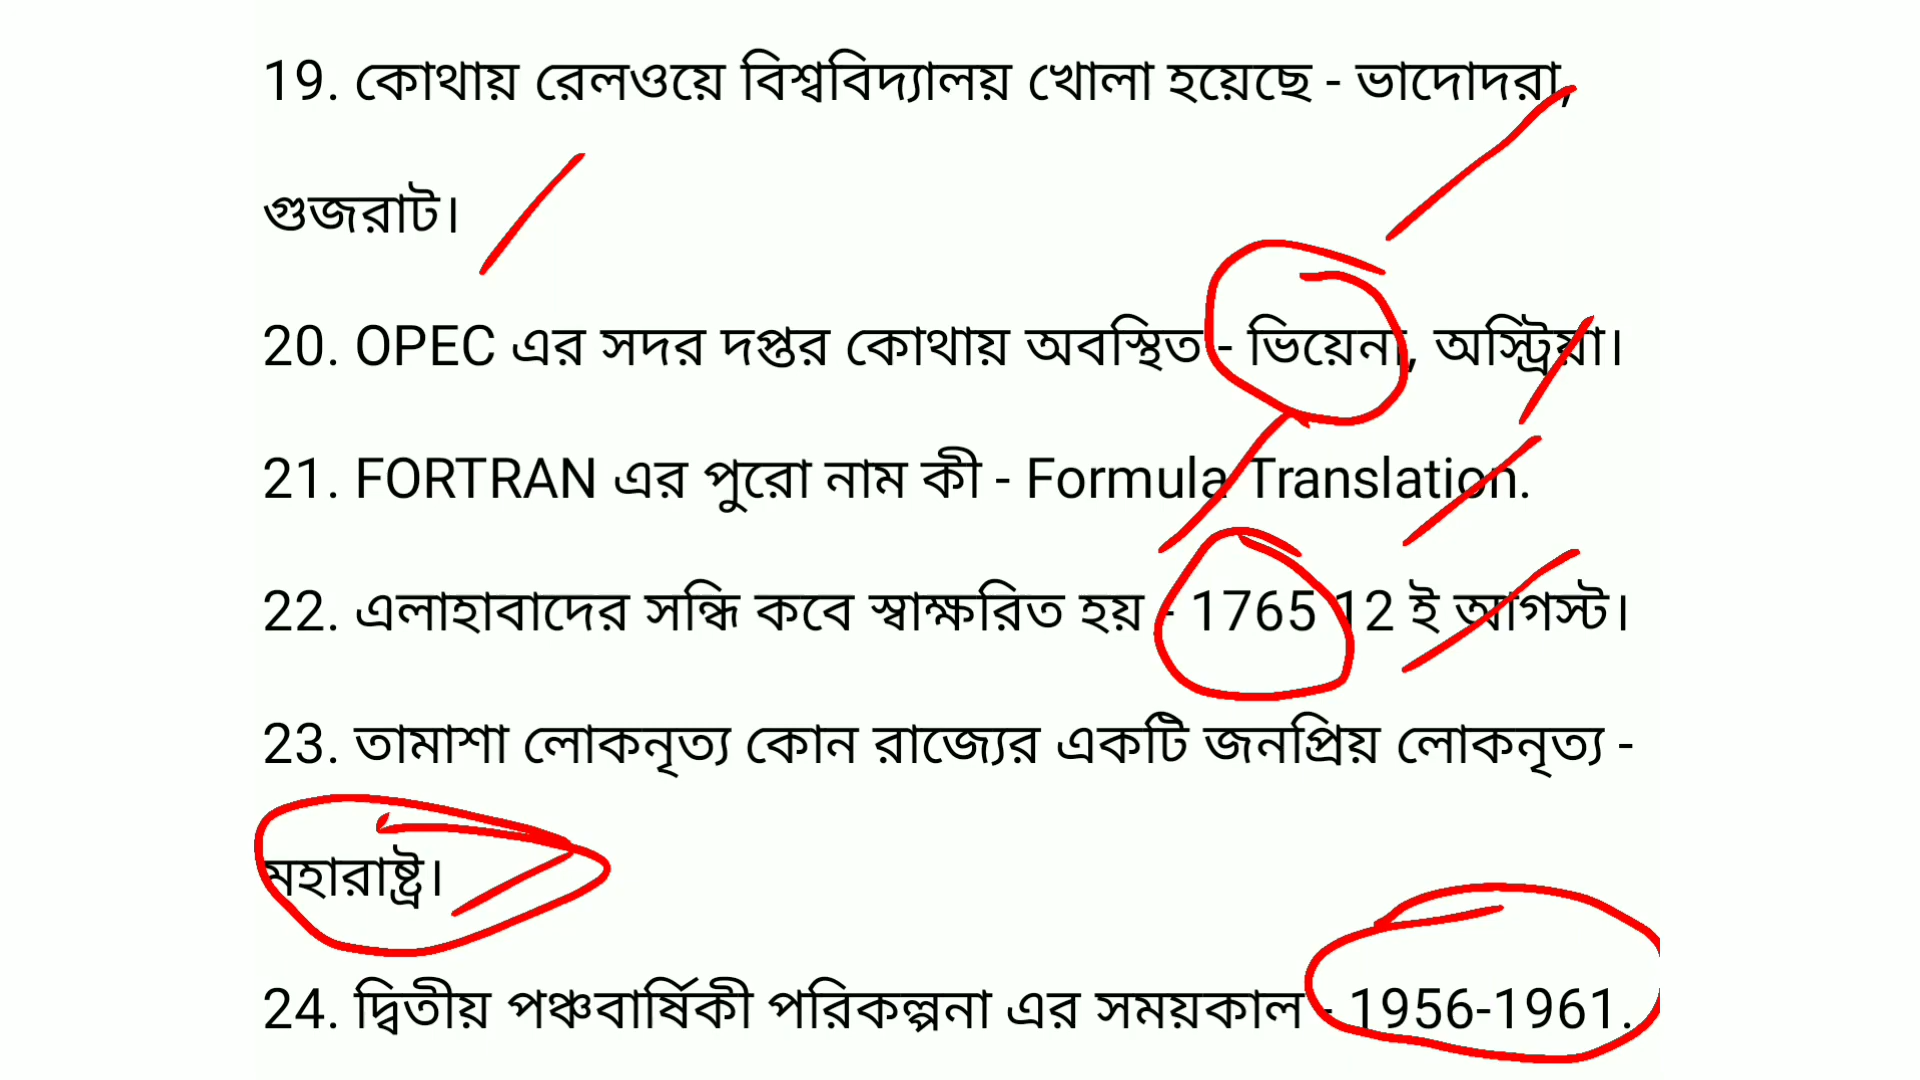 19. কোথায় রেলওয়ে বিশ্ববিদ্যালয় খোলা হয়েছে - ভাদোদরা,
গুজরাট।
20. OPEC এর সদর দপ্তর কোথায় অবস্থিত - ভিয়েনা, অস্ট্রিয়া।
21. FORTRAN এর পুরো নাম কী - Formula Translation.
22. এলাহাবাদের সন্ধি কবে স্বাক্ষরিত হয় - 1765 12 ই আগস্ট।
23. তামাশা লোকনৃত্য কোন রাজ্যের একটি জনপ্রিয় লোকনৃত্য -
মহারাষ্ট্র।
24. দ্বিতীয় পঞ্চবার্ষিকী পরিকল্পনা এর সময়কাল - 1956-1961.